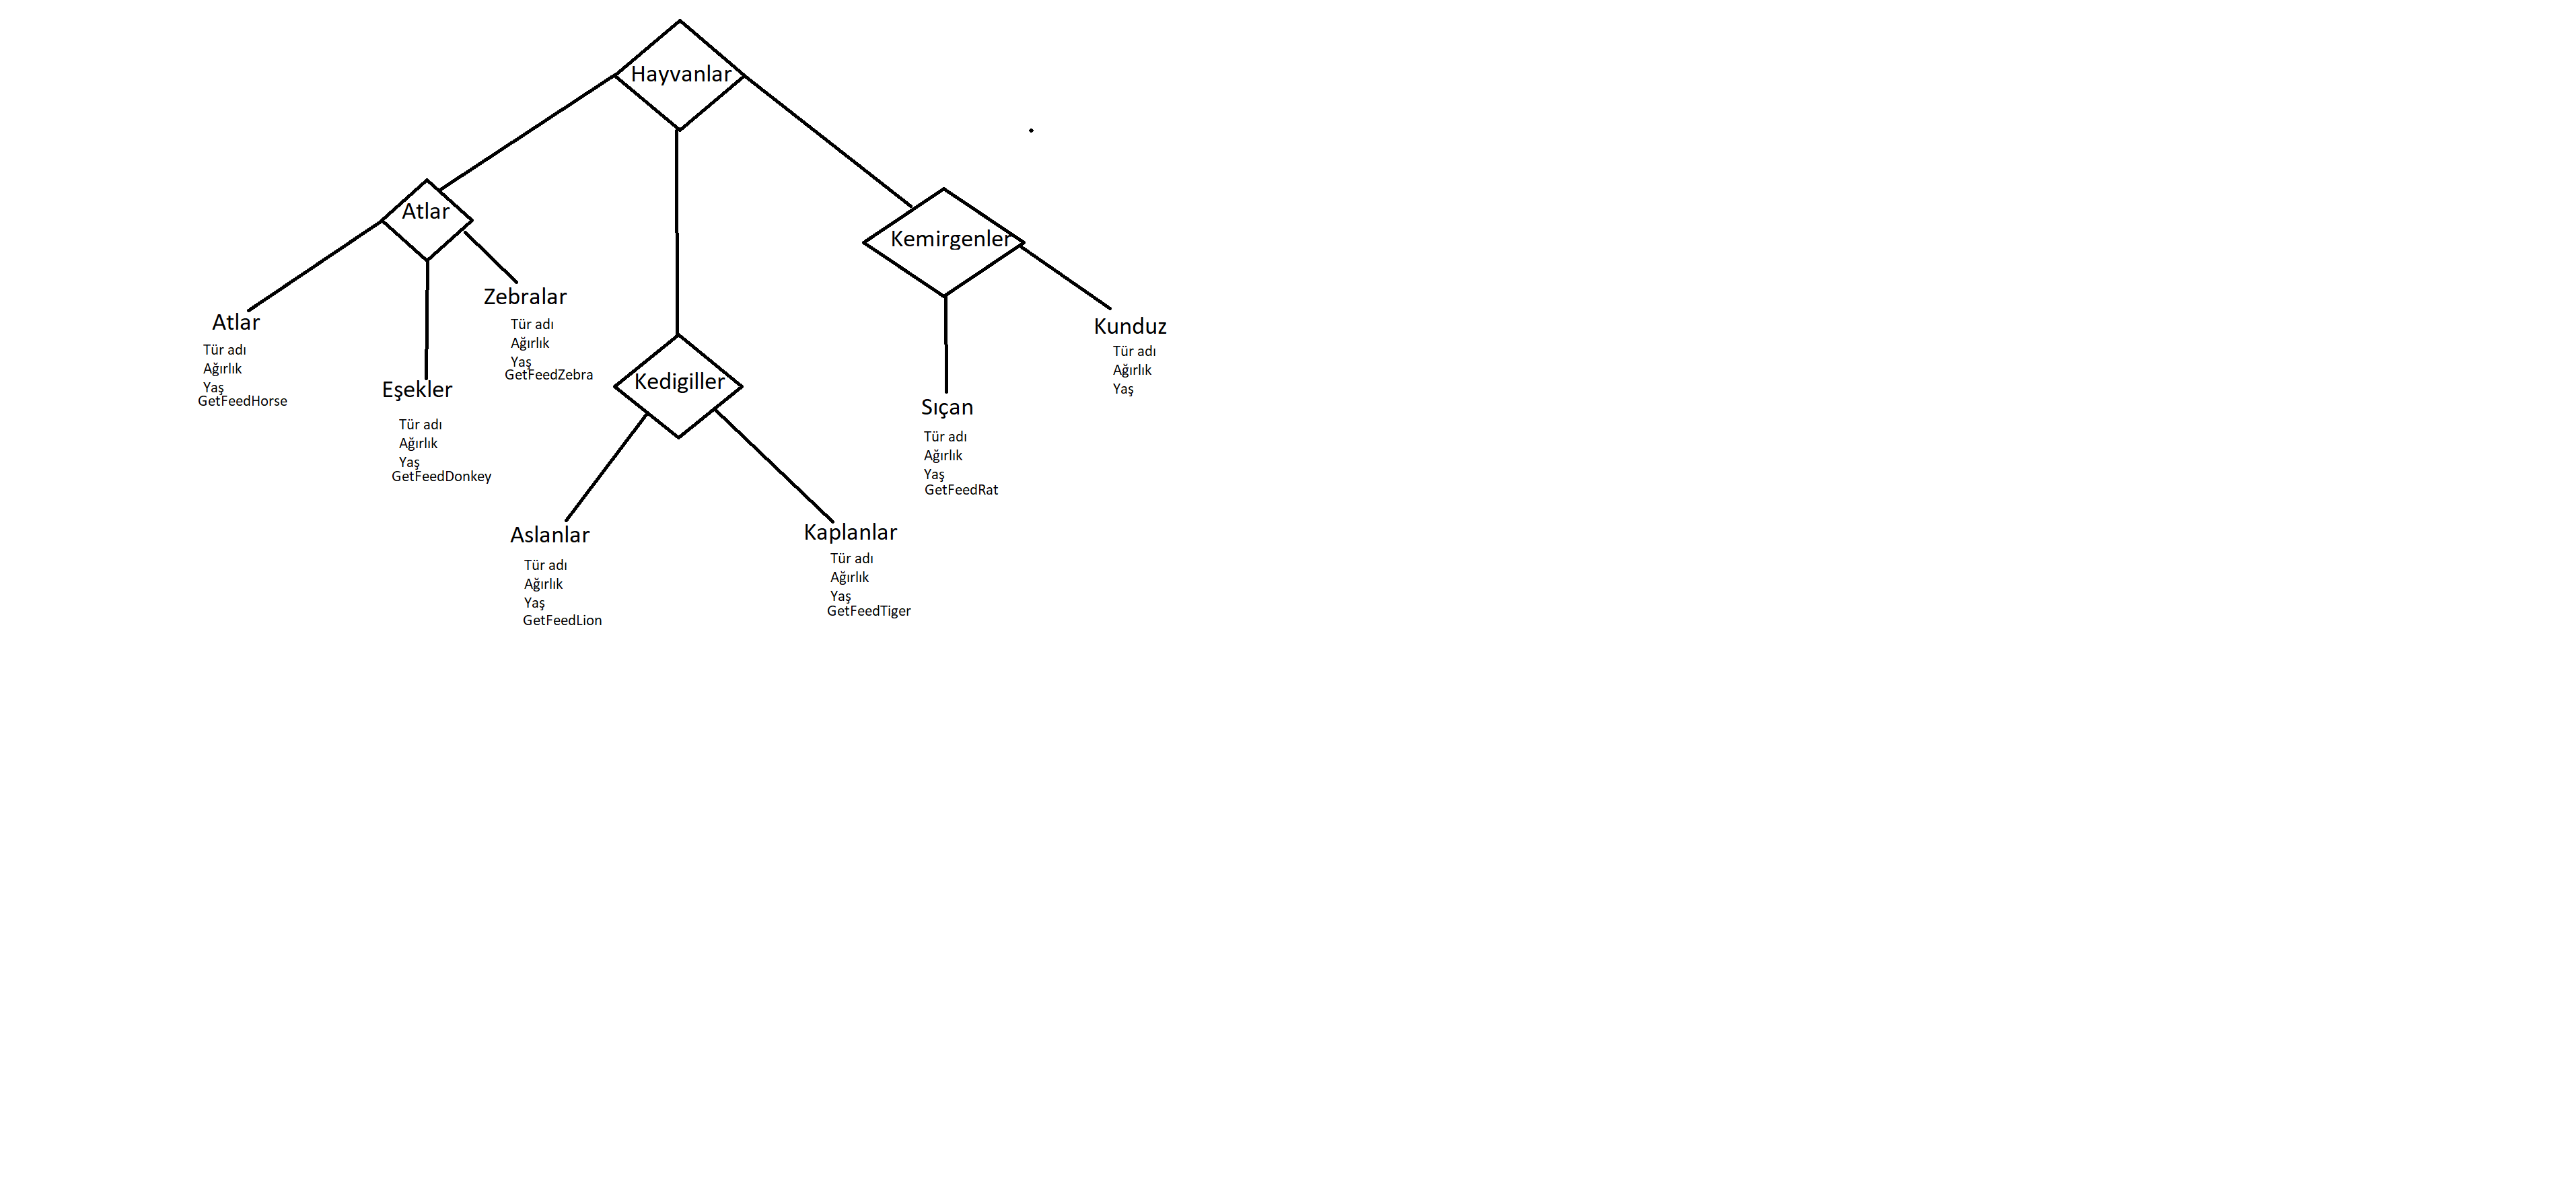 Hayvanlar
Atlar
Kemirgenler
Atlar
Tür adı
Ağırlık
Yaş
GetFeedHorse
Eşekler
Tür adı
Ağırlık
Yaş
GetFeedDonkey
Zebralar
Tür adı
Ağırlık
Yaş
GetFeedZebra
Kedigiller
Aslanlar
Tür adı
Ağırlık
Yaş
GetFeedLion
Kaplanlar
Tür adı
Ağırlık
Yaş
GetFeedTiger
Sıçan
Tür adı
Ağırlık
Yaş
GetFeedRat
Kunduz
Tür adı
Ağırlık
Yaş